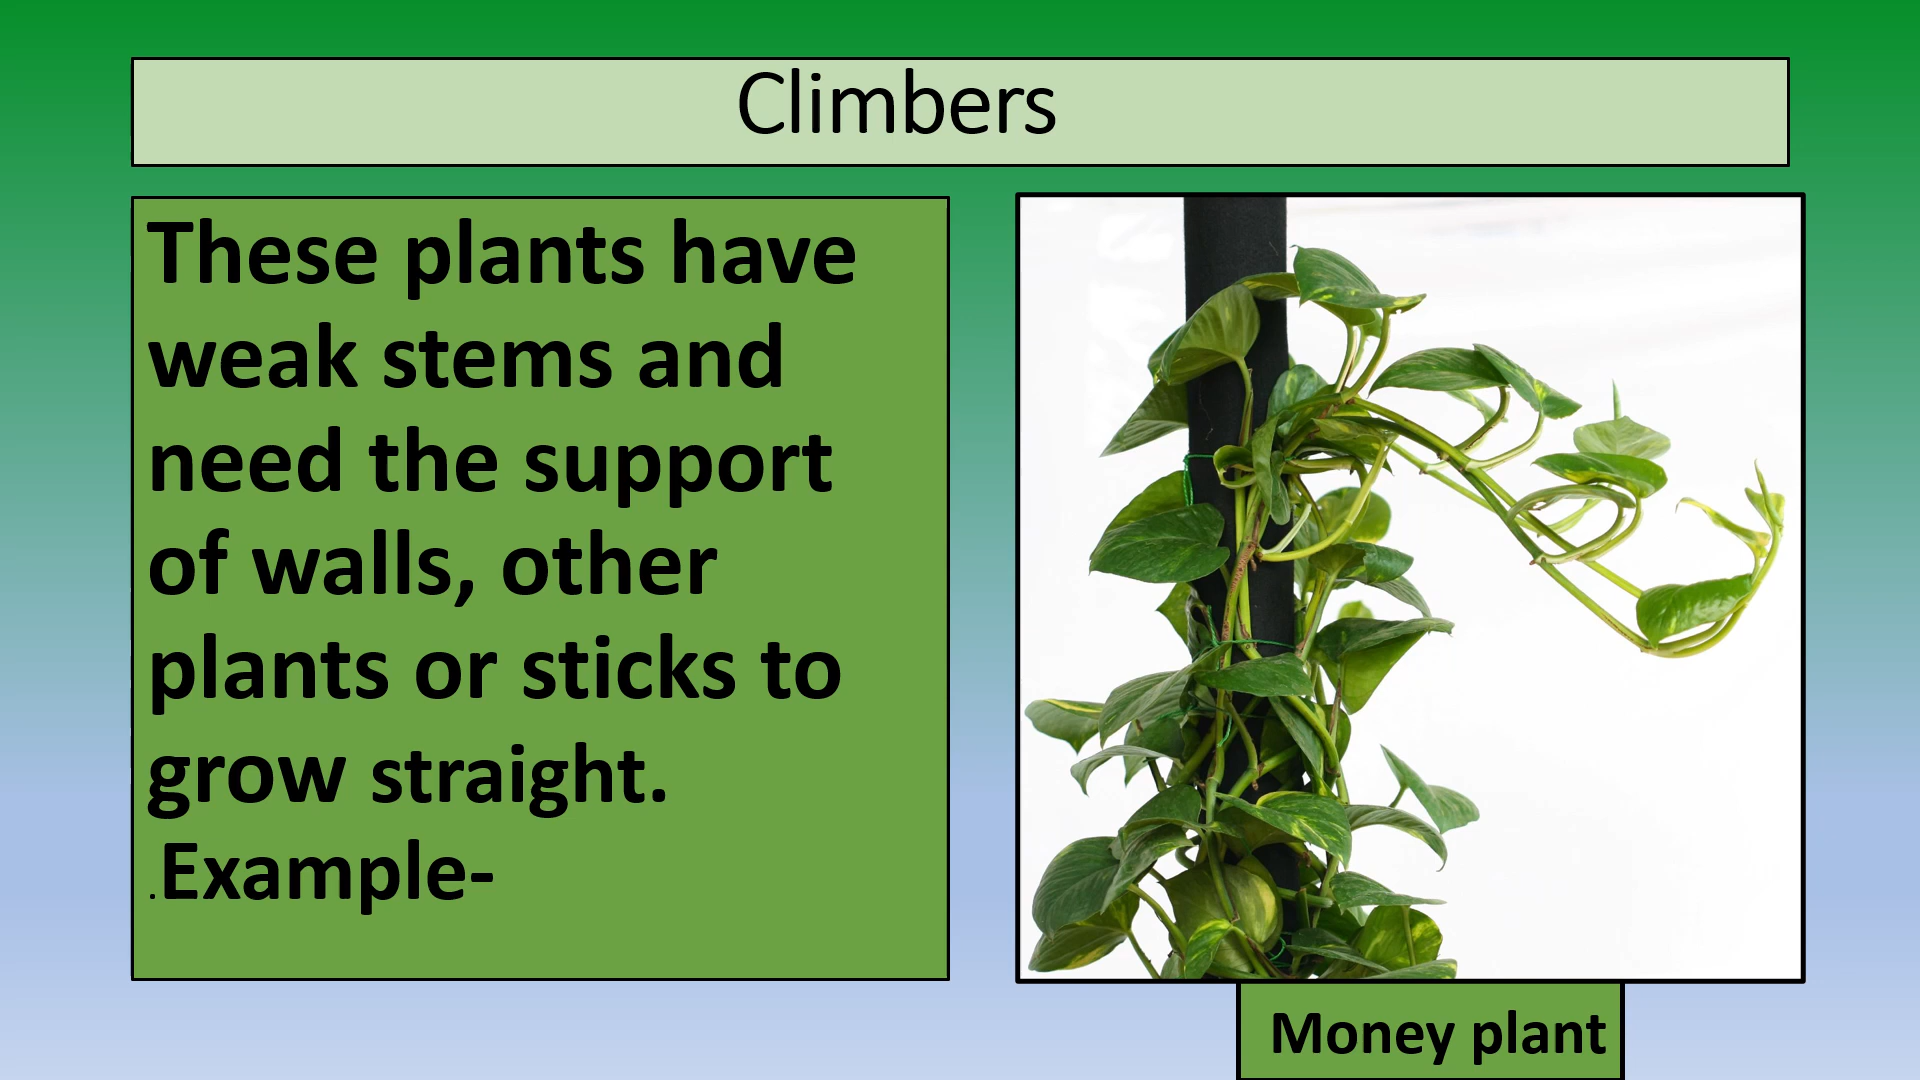 Climbers
These plants have
weak stems and
need the support
of walls, other
plants or sticks to
grow straight.
.Example-
Money plant